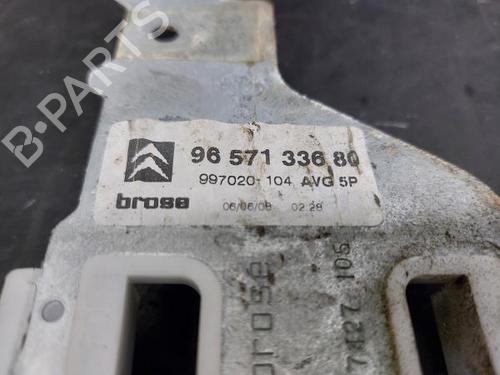 B-PARTS
96 571 336 80
997020-104 AVG 5P
brose
06/06/08 02:28
brose
7427 105